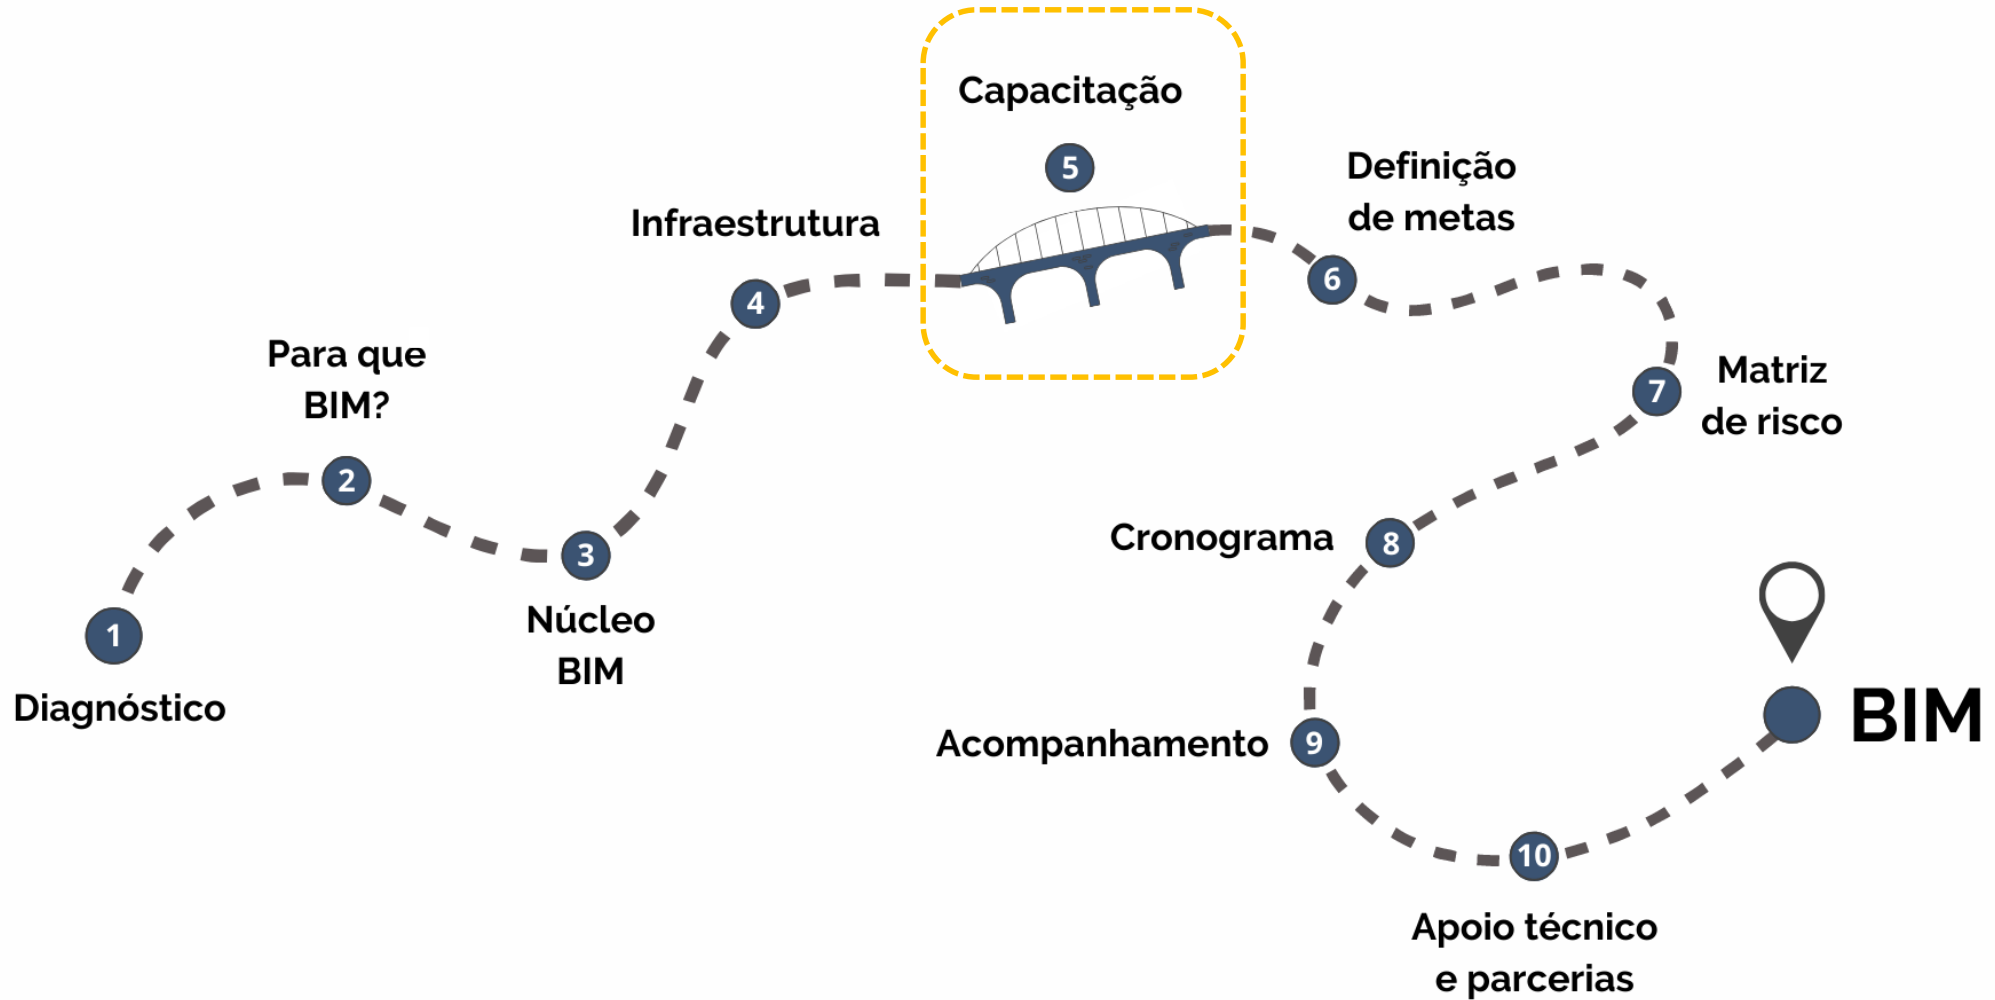 1
Diagnóstico
Para que
BIM?
2
3
Núcleo
BIM
Infraestrutura
4
Capacitação
5
Definição
de metas
6
7
Matriz
de risco
Cronograma
8
Acompanhamento
9
10
Apoio técnico
e parcerias
BIM